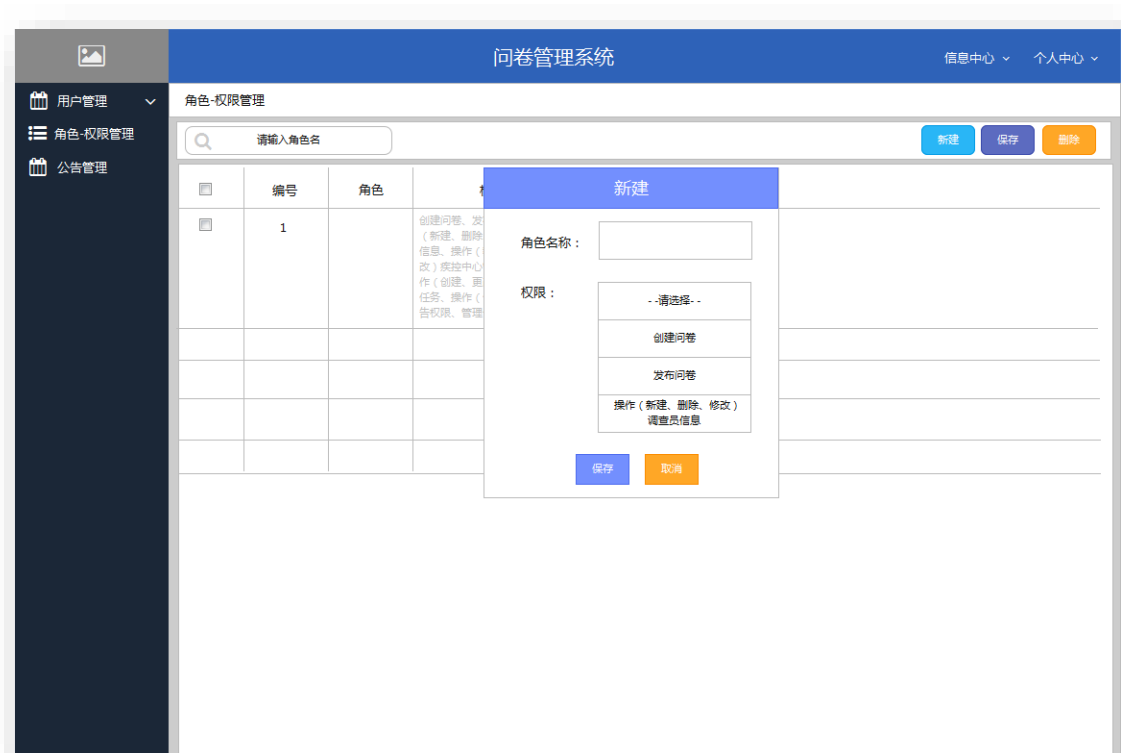 问卷管理系统
信息中心
个人中心
用户管理
角色-权限管理
公告管理
角色-权限管理
请输入角色名
新建
保存
删除
编号
角色
1
创建问卷、发
(新建、删除
信息、操作(
改)疾控中心
作(创建、更
任务、操作(
告权限、管理
新建
角色名称：
权限：
- -请选择- -
创建问卷
发布问卷
操作(新建、删除、修改)
调查员信息
保存
取消